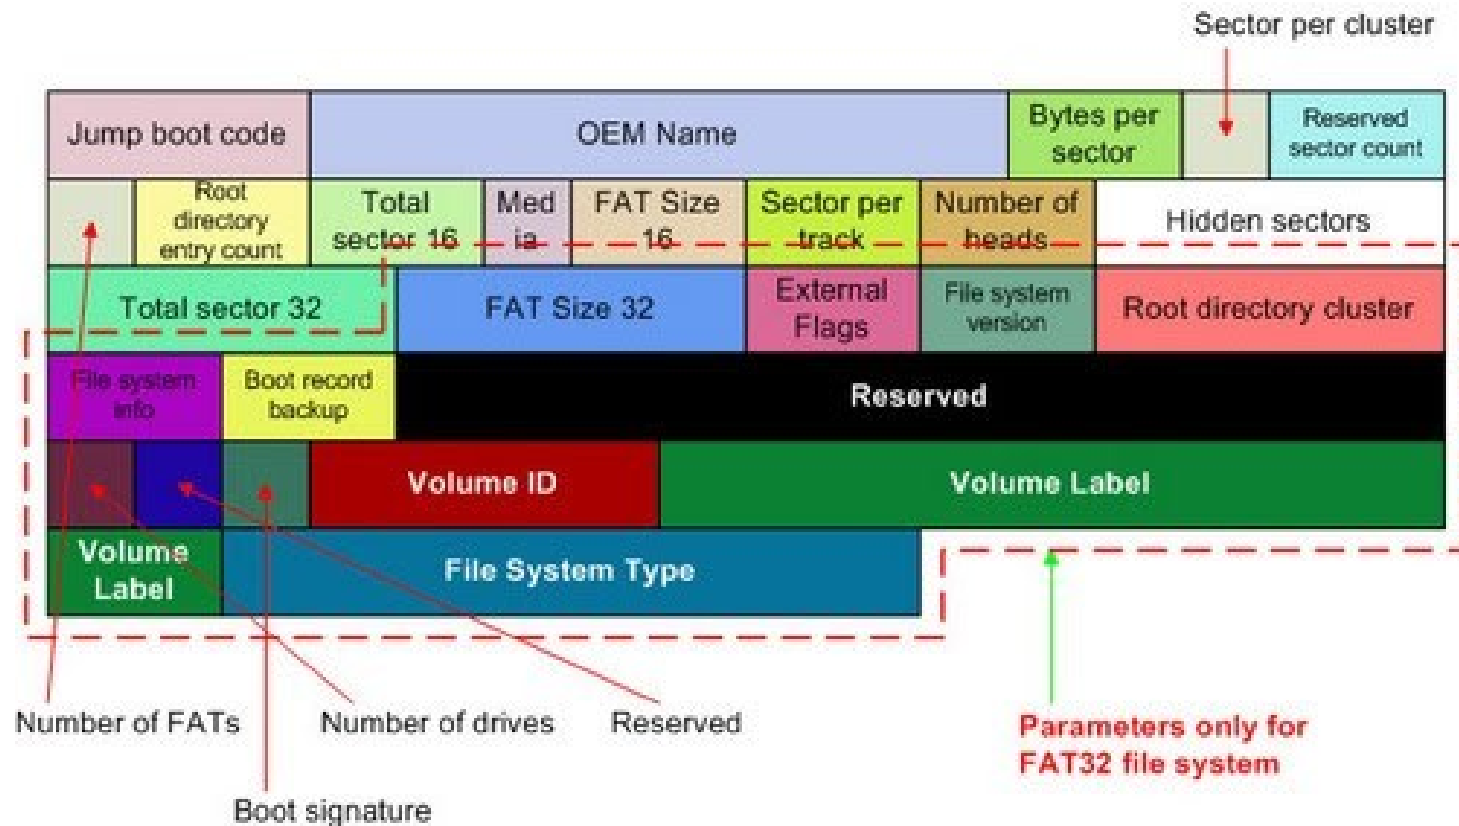 Sector per cluster
Jump boot code
OEM Name
Bytes per
sector
Reserved
sector count
Root
directory
entry count
Total
sector 16
Med
ia
FAT Size
16
Sector per
track
Number of
heads
Hidden sectors
Total sector 32
FAT Size 32
External
Flags
File system
version
Root directory cluster
File system
info
Boot record
backup
Reserved
Volume ID
Volume Label
Volume
Label
File System Type
Number of FATs
Number of drives
Reserved
Parameters only for
FAT32 file system
Boot signature